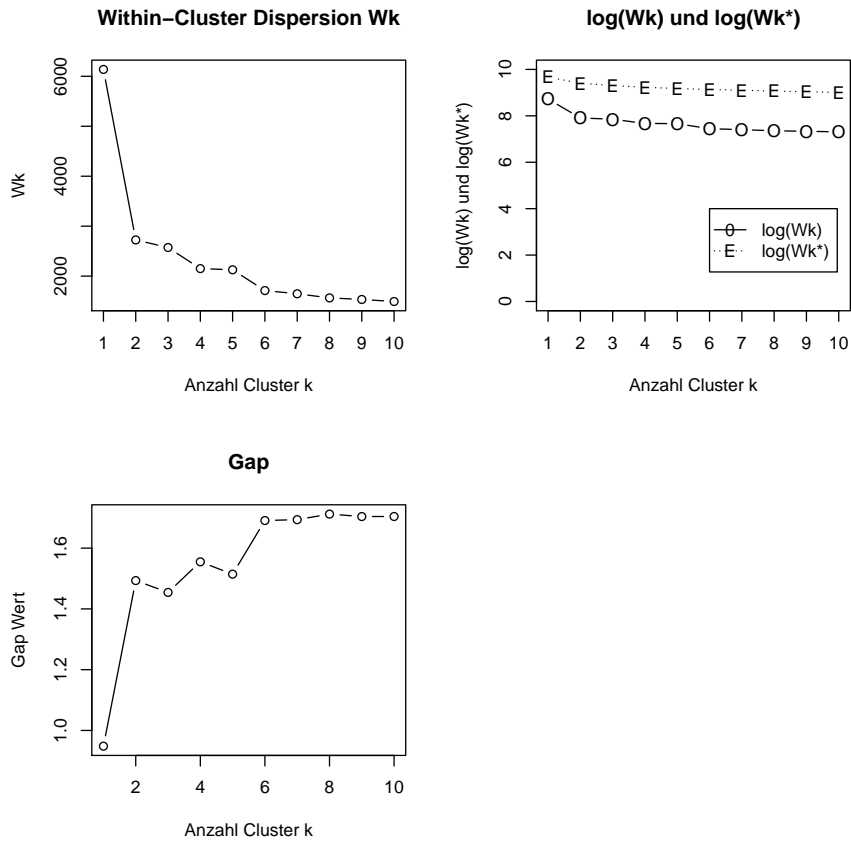 Within−Cluster Dispersion Wk
Wk
2000
4000
6000
1 2 3 4 5 6 7 8 9 10
Anzahl Cluster k
log(Wk) und log(Wk*)
log(Wk) und log(Wk*)
0
2
4
6
8
10
O O O O O O O O O O
E E E E E E E E E E
O log(Wk)
E log(Wk*)
1 2 3 4 5 6 7 8 9 10
Anzahl Cluster k
Gap
Gap Wert
1.0
1.2
1.4
1.6
2 4 6 8 10
Anzahl Cluster k